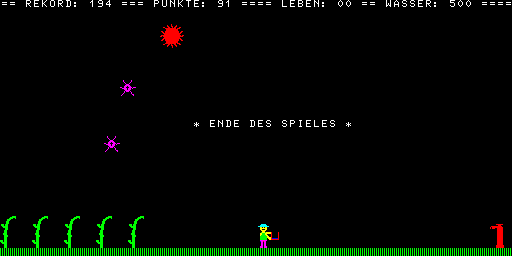 == REKORD: 194 === PUNKTE: 91 ==== LEBEN: 00 == WASSER: 500 ====
* ENDE DES SPIELES *